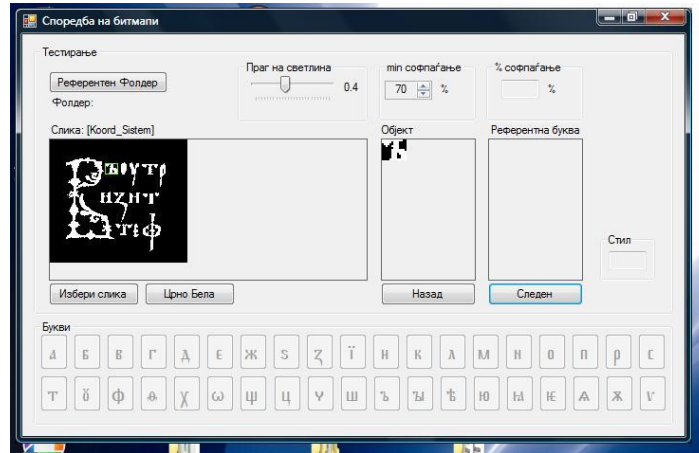 Споредба на битмапи
Тестирање
Референтен Фолдер
Фолдер:
Праг на светлина
0.4
min софпаѓање
70 %
% софпаѓање
%
Слика: [Koord_Sistem]
Објект
Референтна буква
Стил
Избери слика
Црно Бела
Назад
Следен
Букви
А Б В Г Д Е Ж Ѕ Ꙁ Ї Н К Л М N О П Р С
Т Ꙋ Ф Ѳ Х Ѡ Щ Ц Ч Ш Ъ ЪІ Ѣ Ю Ꙗ Ѥ Ѧ Ѫ Ѵ